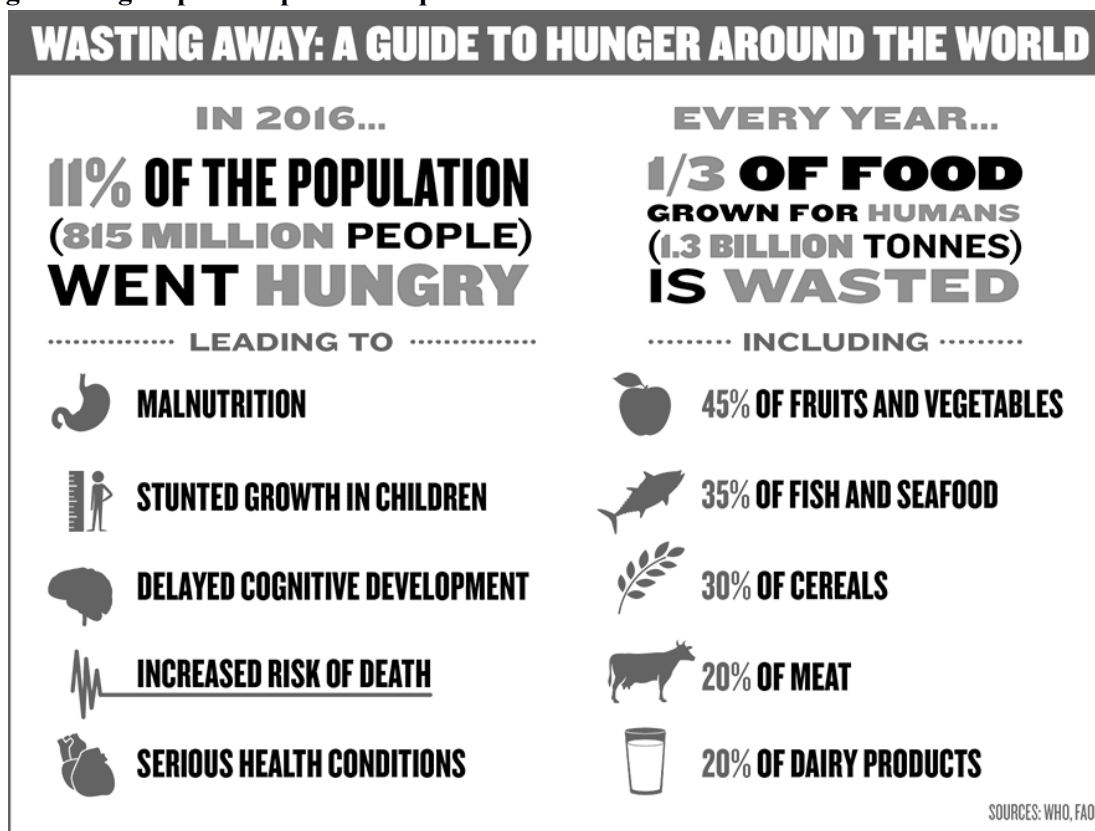 WASTING AWAY: A GUIDE TO HUNGER AROUND THE WORLD
IN 2016...
11% OF THE POPULATION
(815 MILLION PEOPLE)
WENT HUNGRY
LEADING TO
MALNUTRITION
STUNTED GROWTH IN CHILDREN
DELAYED COGNITIVE DEVELOPMENT
INCREASED RISK OF DEATH
SERIOUS HEALTH CONDITIONS
EVERY YEAR...
1/3 OF FOOD
GROWN FOR HUMANS
(1.3 BILLION TONNES)
IS WASTED
INCLUDING
45% OF FRUITS AND VEGETABLES
35% OF FISH AND SEAFOOD
30% OF CEREALS
20% OF MEAT
20% OF DAIRY PRODUCTS
SOURCES: WHO, FAO